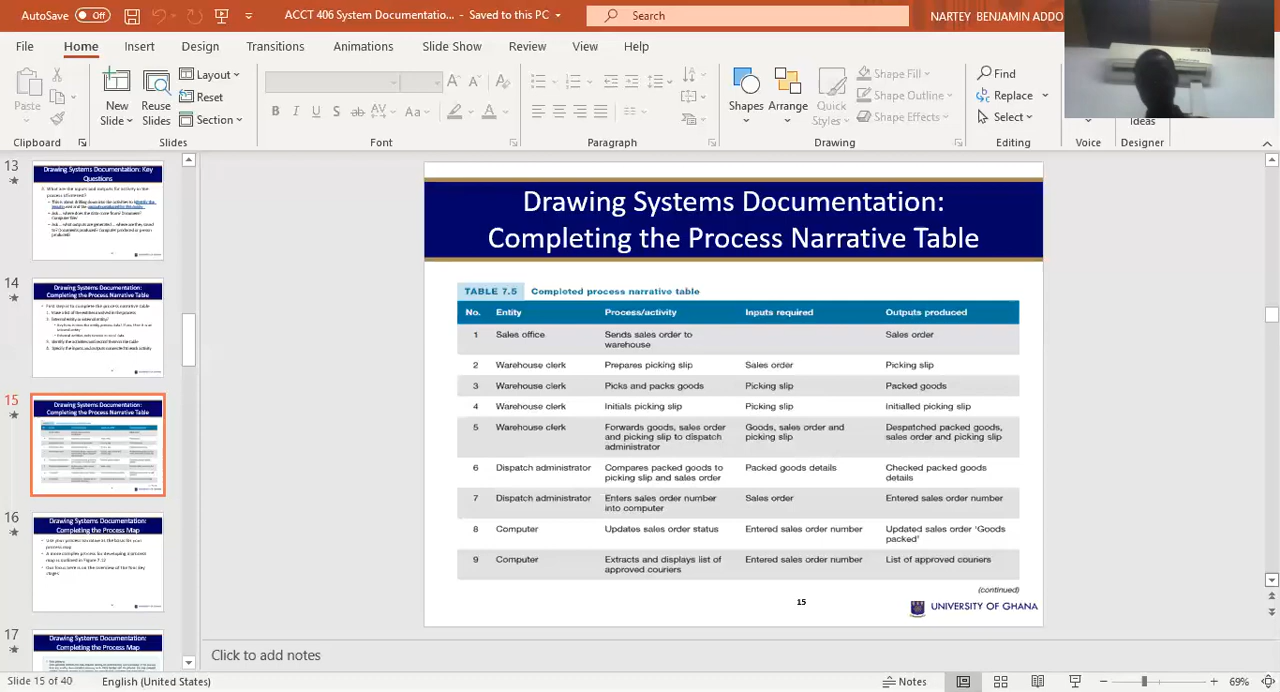 AutoSave Off ACCT 406 System Documentatio... - Saved to this PC Search NARTEY BENJAMIN ADDO
File Home Insert Design Transitions Animations Slide Show Review View Help
Paste
New Slide
Reuse Slides
Layout
Reset
Section
Shapes Arrange Quick Styles
Shape Fill
Shape Outline
Shape Effects
Find
Replace
Select
Ideas
Clipboard Slides Font Paragraph Drawing Editing Voice Designer
13
Drawing Systems Documentation: Key
Questions
14
Drawing Systems Documentation:
Completing the Process Narrative Table
15
Drawing Systems Documentation:
Completing the Process Narrative Table
16
Drawing Systems Documentation:
Completing the Process Map
17
Drawing Systems Documentation:
Completing the Process Map
Drawing Systems Documentation:
Completing the Process Narrative Table
TABLE 7.5 Completed process narrative table
No. Entity Process/activity Inputs required Outputs produced
1 Sales office Sends sales order to warehouse Sales order
2 Warehouse clerk Prepares picking slip Sales order Picking slip
3 Warehouse clerk Picks and packs goods Picking slip Packed goods
4 Warehouse clerk Initials picking slip Picking slip Initialled picking slip
5 Warehouse clerk Forwards goods, sales order and picking slip to dispatch administrator Goods, sales order and picking slip Despatched packed goods, sales order and picking slip
6 Dispatch administrator Compares packed goods to picking slip and sales order Packed goods details Checked packed goods details
7 Dispatch administrator Enters sales order number into computer Sales order Entered sales order number
8 Computer Updates sales order status Entered sales order number Updated sales order 'Goods packed'
9 Computer Extracts and displays list of approved couriers Entered sales order number List of approved couriers
(continued)
15
UNIVERSITY OF GHANA
Click to add notes
Slide 15 of 40 English (United States) Notes 69%